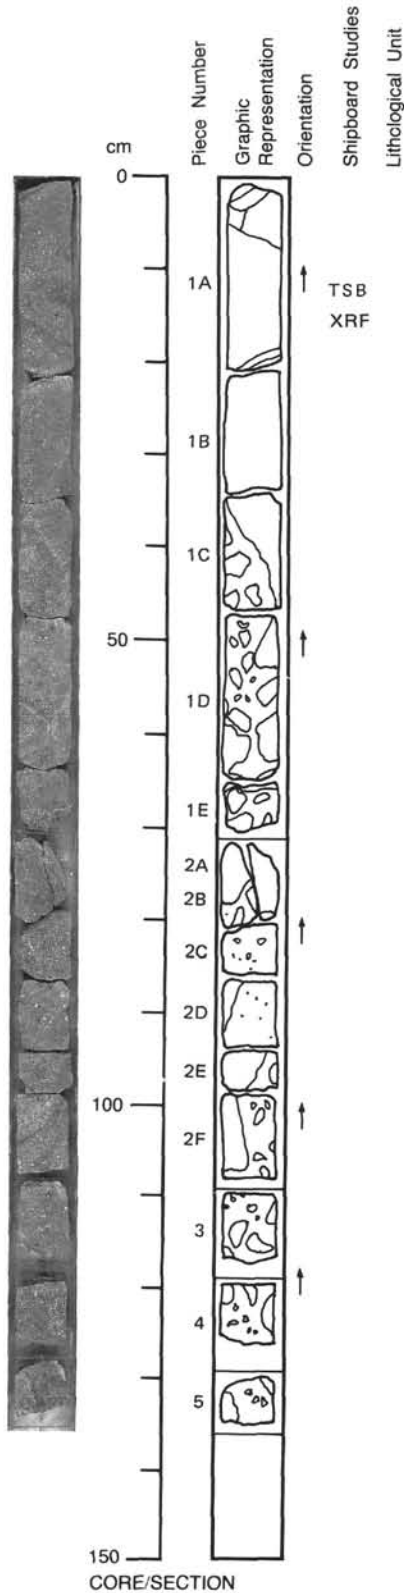 cm
Piece Number
Graphic
Representation
Orientation
Shipboard Studies
Lithological Unit
0
1A
TSB
XRF
1B
1C
50
1D
1E
2A
2B
2C
2D
2E
100
2F
3
4
5
150
CORE/SECTION